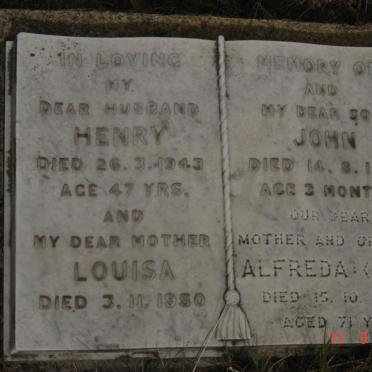 IN LOVING
MY
DEAR HUSBAND
HENRY
DIED 26.3.1943
AGE 47 YRS.
AND
MY DEAR MOTHER
LOUISA
DIED 3.11.1950
MEMORY O
AND
MY DEAR SO
JOHN
DIED 14.8.1
AGE 3 MONT
OUR DEAR
MOTHER AND
ALFREDA
DIED 15.10.
AGED 71 Y